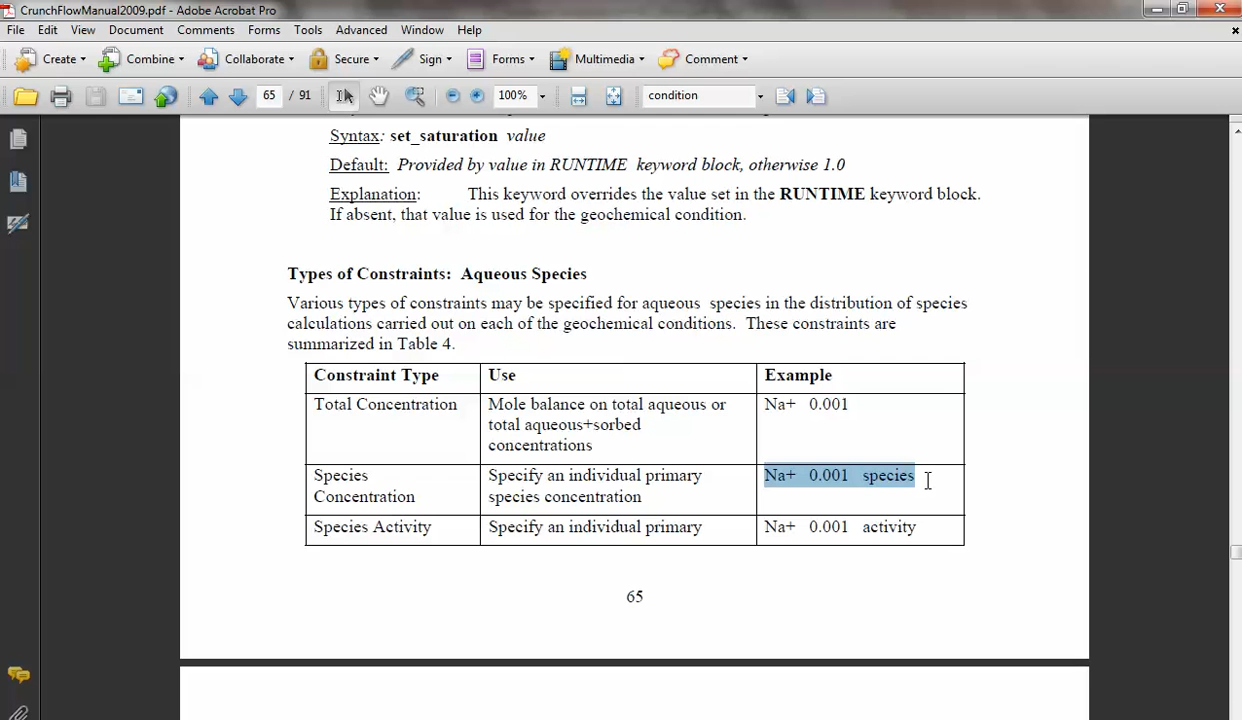 CrunchFlowManual2009.pdf - Adobe Acrobat Pro
File Edit View Document Comments Forms Tools Advanced Window Help
Create Combine Collaborate Secure Sign Forms Multimedia Comment
65 / 91 100% condition
Syntax: set_saturation value
Default: Provided by value in RUNTIME keyword block, otherwise 1.0
Explanation: This keyword overrides the value set in the RUNTIME keyword block.
If absent, that value is used for the geochemical condition.
Types of Constraints: Aqueous Species
Various types of constraints may be specified for aqueous species in the distribution of species
calculations carried out on each of the geochemical conditions. These constraints are
summarized in Table 4.
Constraint Type Use Example
Total Concentration Mole balance on total aqueous or Na+ 0.001
total aqueous+sorbed
concentrations
Species Specify an individual primary Na+ 0.001 species
Concentration species concentration
Species Activity Specify an individual primary Na+ 0.001 activity
65